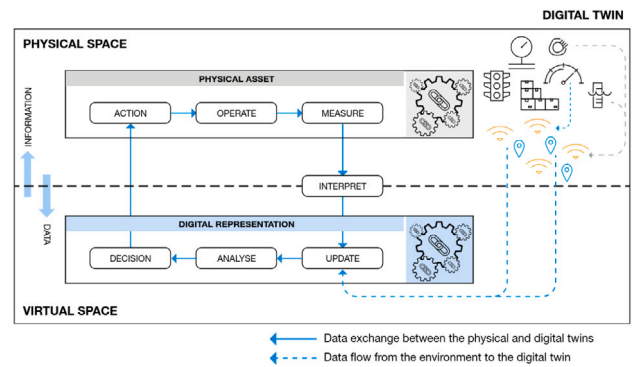 DIGITAL TWIN
PHYSICAL SPACE
PHYSICAL ASSET
ACTION
OPERATE
MEASURE
INFORMATION
INTERPRET
DATA
DIGITAL REPRESENTATION
DECISION
ANALYSE
UPDATE
VIRTUAL SPACE
Data exchange between the physical and digital twins
Data flow from the environment to the digital twin